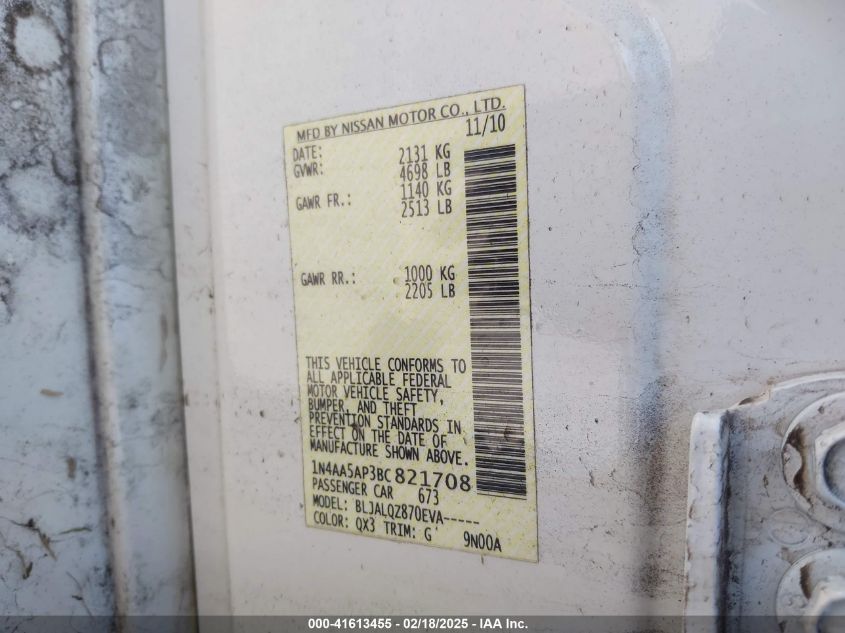 MFD BY NISSAN MOTOR CO., LTD.
DATE: 11/10
GVWR: 2131 KG
4698 LB
GAWR FR.: 1140 KG
2513 LB
GAWR RR.: 1000 KG
2205 LB
THIS VEHICLE CONFORMS TO
ALL APPLICABLE FEDERAL
MOTOR VEHICLE SAFETY,
BUMPER, AND THEFT
PREVENTION STANDARDS IN
EFFECT ON THE DATE OF
MANUFACTURE SHOWN ABOVE.
1N4AA5AP3BC821708
PASSENGER CAR 673
MODEL: BLJALQZ870EVA-----
COLOR: QX3 TRIM: G 9N00A
000-41613455 - 02/18/2025 - IAA Inc.